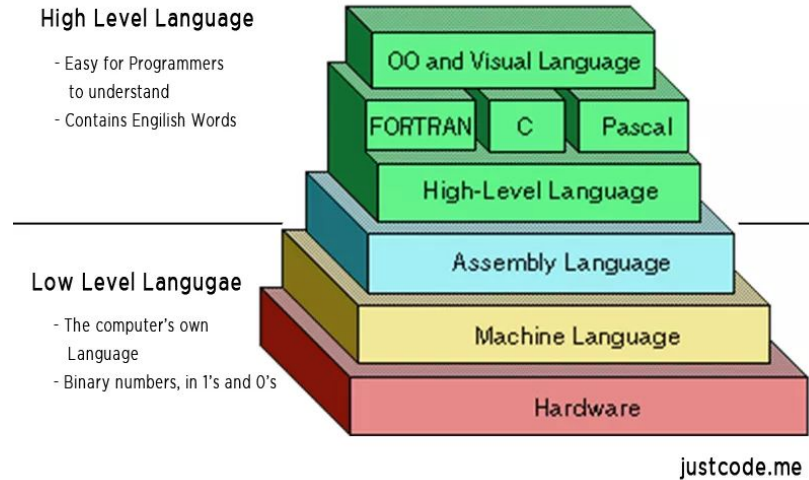 High Level Language
- Easy for Programmers
to understand
- Contains Engilish Words
OO and Visual Language
FORTRAN
C
Pascal
High-Level Language
Assembly Language
Low Level Langugae
- The computer's own
Language
- Binary numbers, in 1's and 0's
Machine Language
Hardware
justcode.me